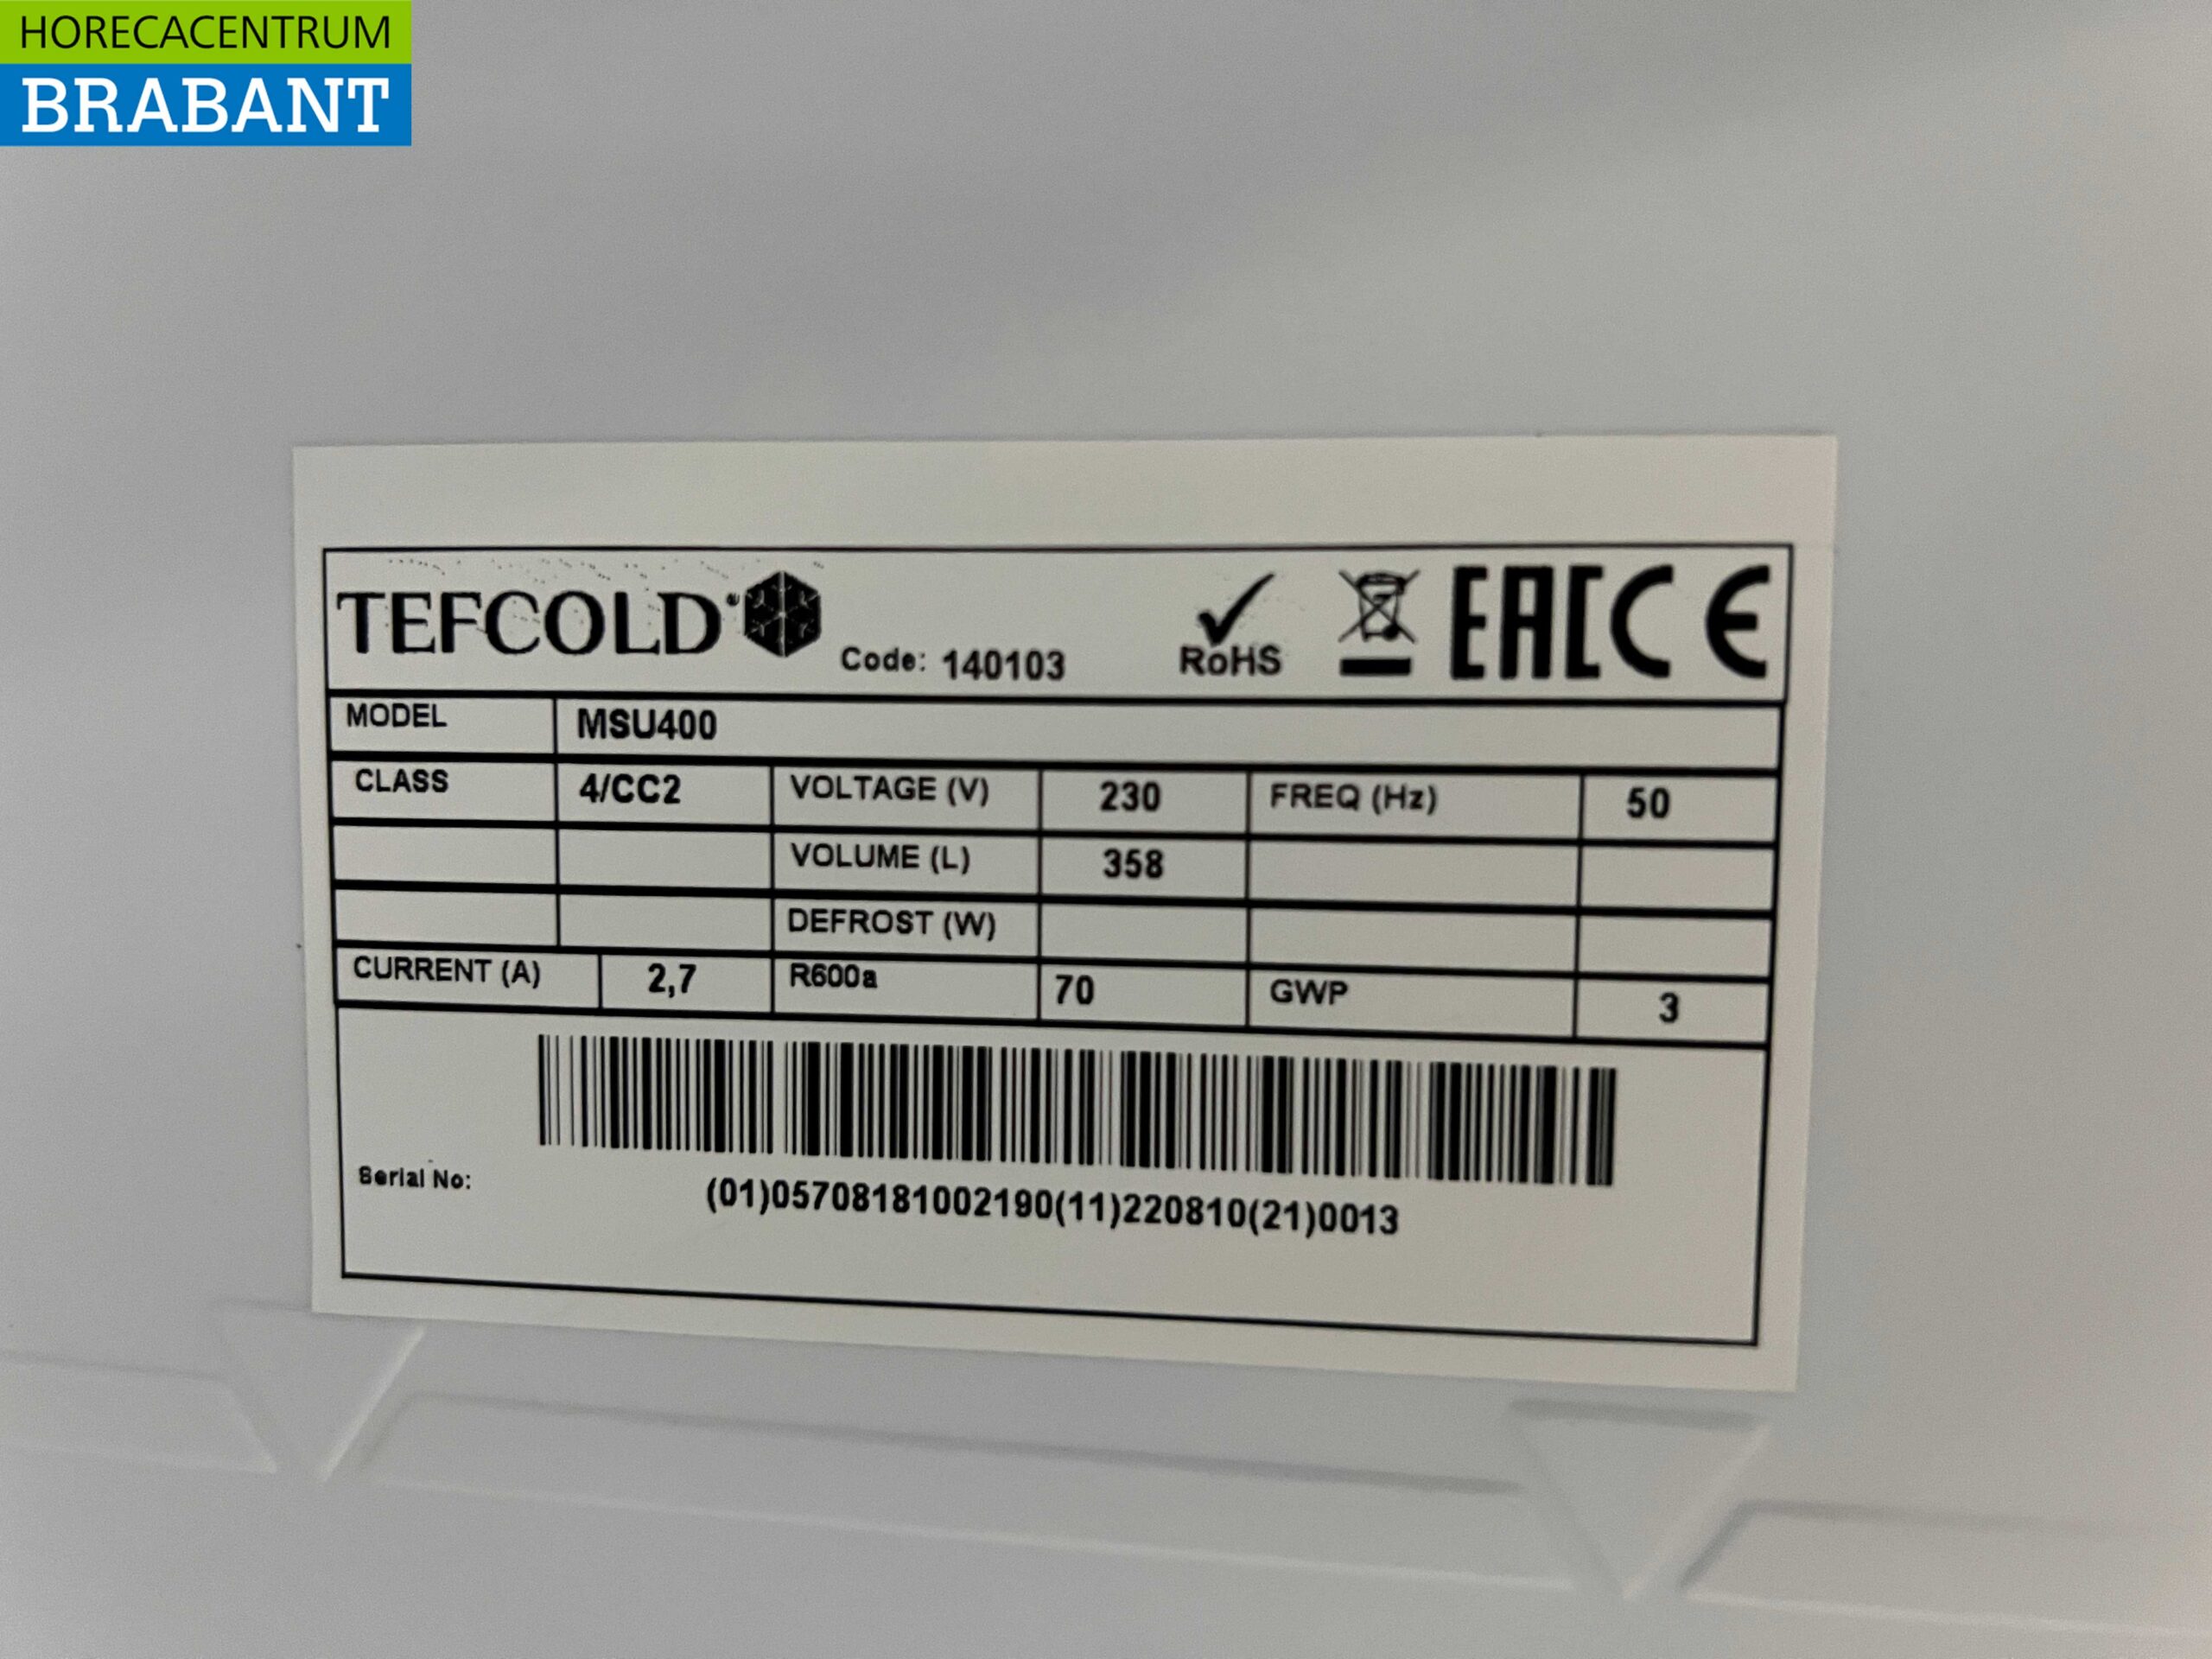 HORECACENTRUM
BRABANT
TEFCOLD® Code: 140103 RoHS EAC CE
MODEL MSU400
CLASS 4/CC2 VOLTAGE (V) 230 FREQ (Hz) 50
VOLUME (L) 358
DEFROST (W)
CURRENT (A) 2,7 R600a 70 GWP 3
Serial No: (01)05708181002190(11)220810(21)0013